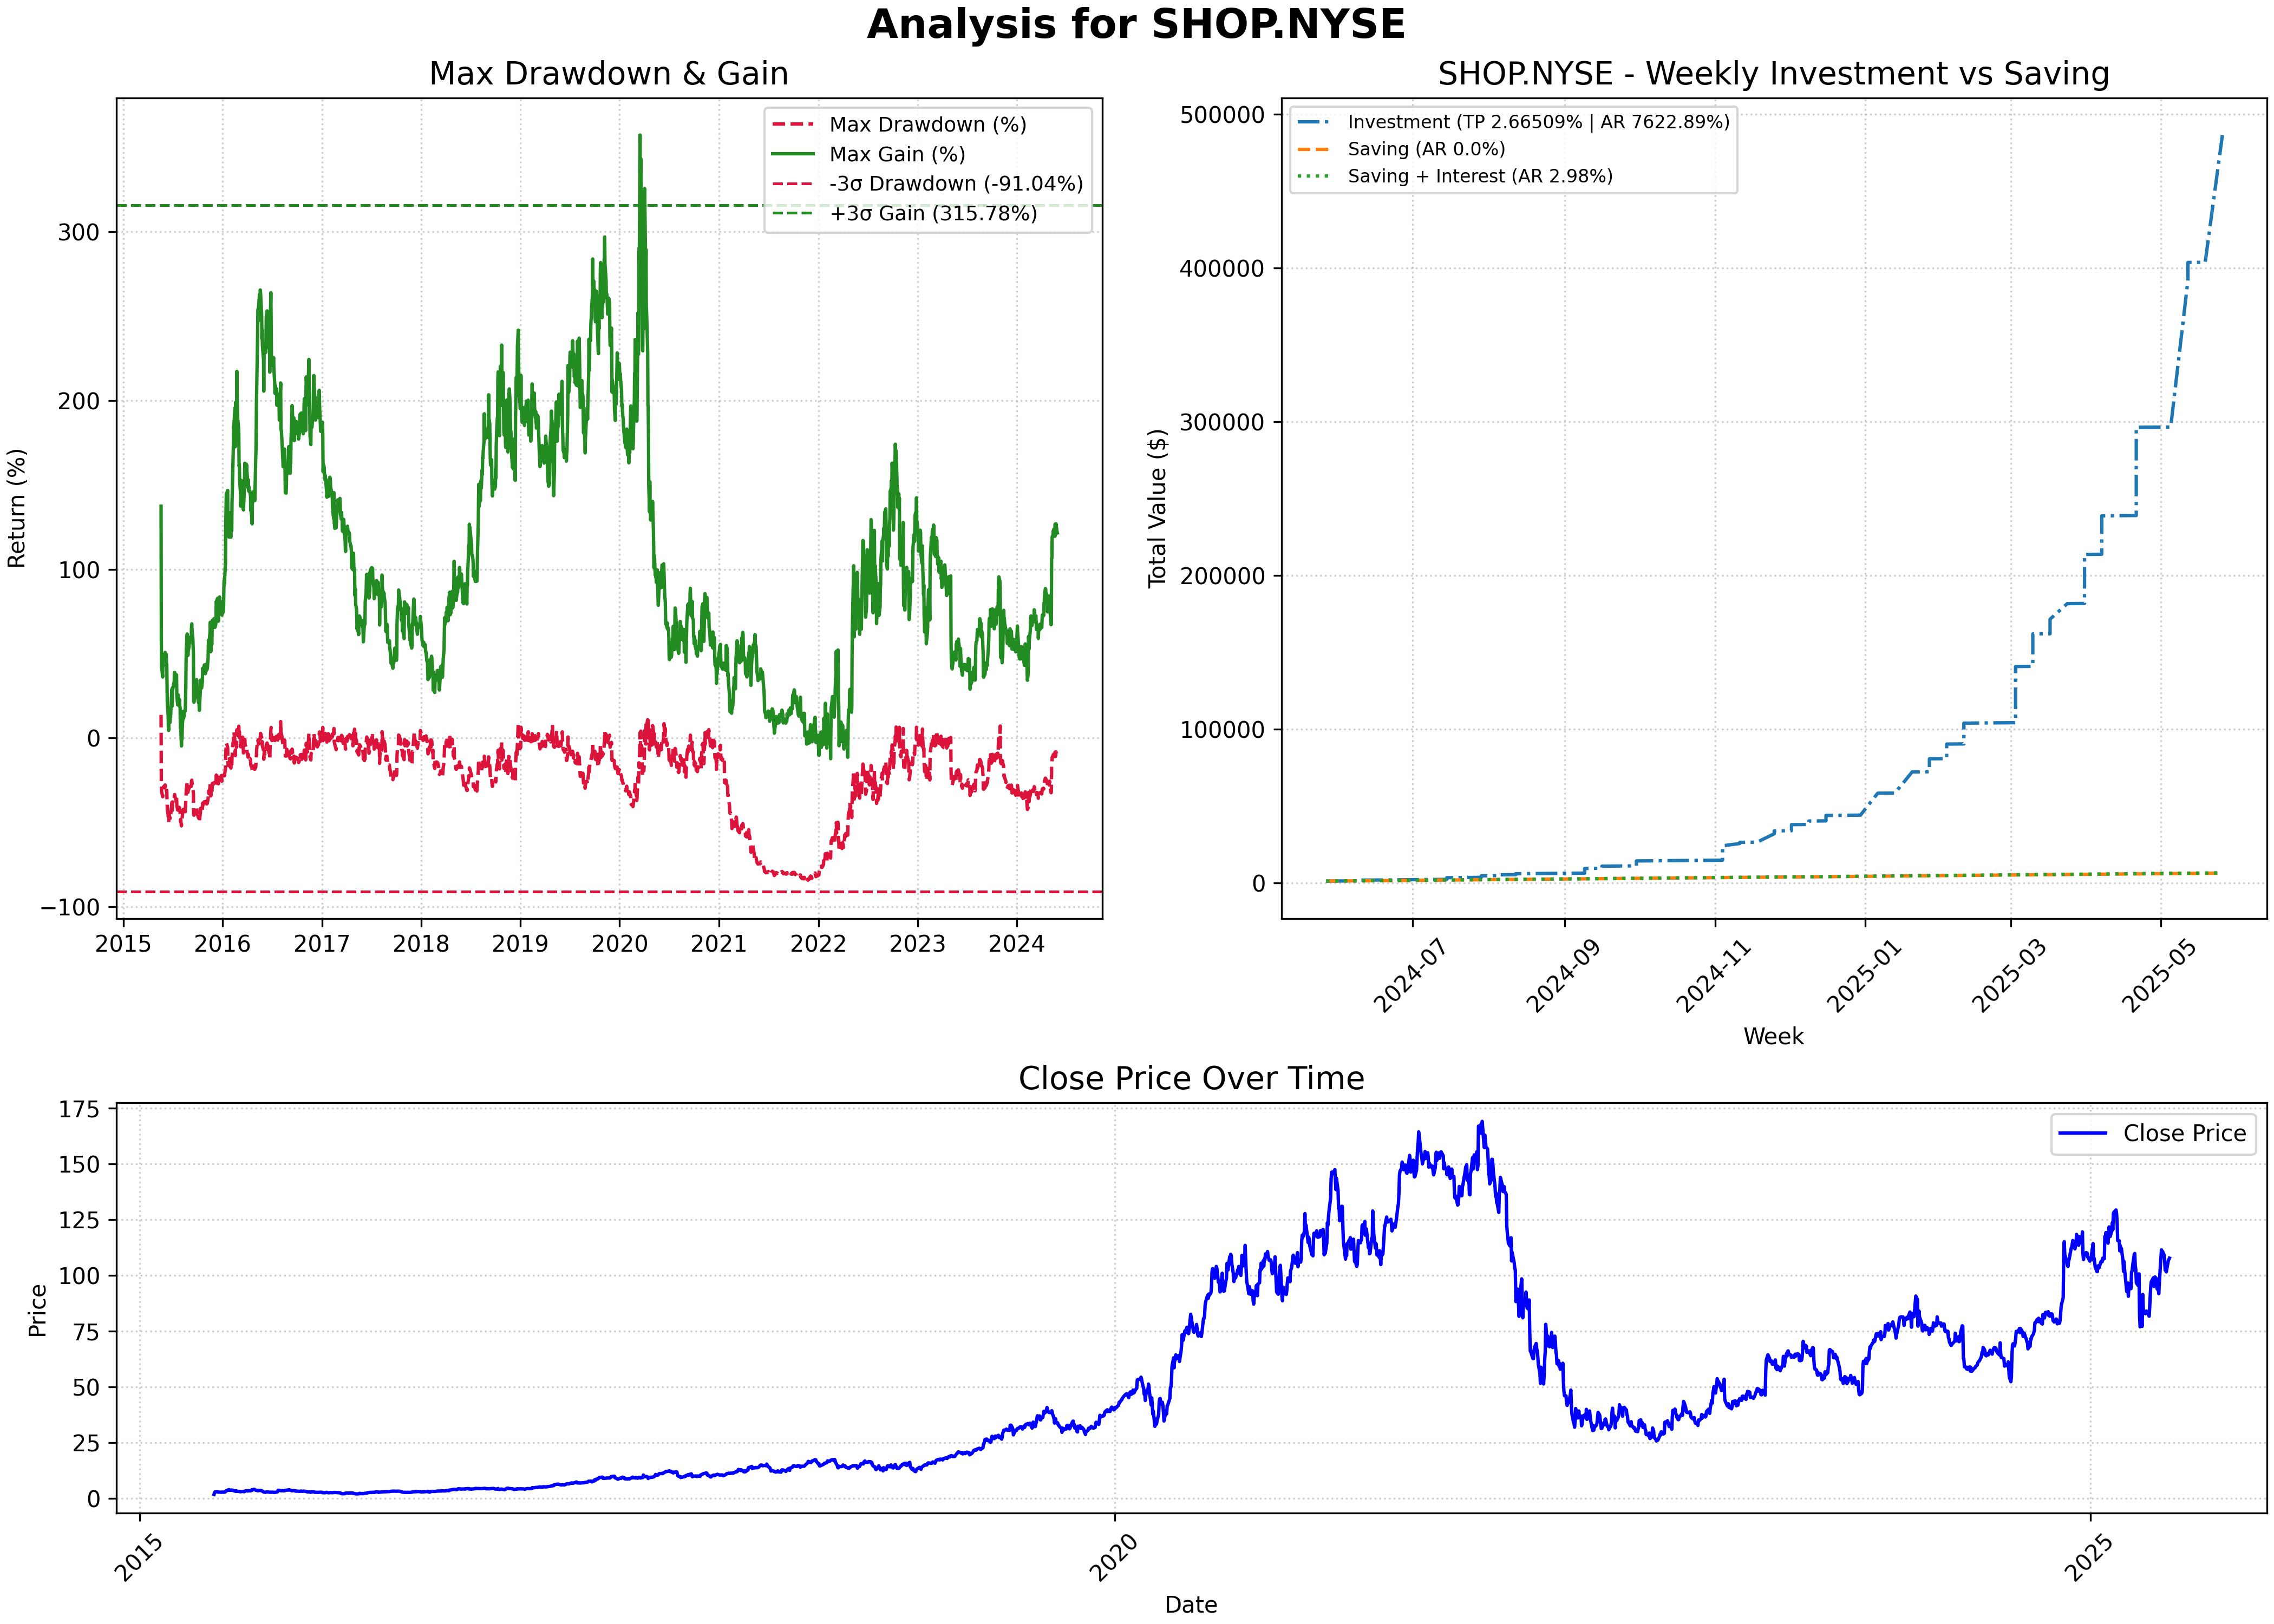 Analysis for SHOP.NYSE
Max Drawdown & Gain
Return (%)
300
200
100
0
−100
2015 2016 2017 2018 2019 2020 2021 2022 2023 2024
Max Drawdown (%)
Max Gain (%)
-3σ Drawdown (-91.04%)
+3σ Gain (315.78%)
SHOP.NYSE - Weekly Investment vs Saving
Total Value ($)
500000
400000
300000
200000
100000
0
Investment (TP 2.66509% | AR 7622.89%)
Saving (AR 0.0%)
Saving + Interest (AR 2.98%)
2024-07 2024-09 2024-11 2025-01 2025-03 2025-05
Week
Close Price Over Time
Price
175
150
125
100
75
50
25
0
Close Price
2015 2020 2025
Date